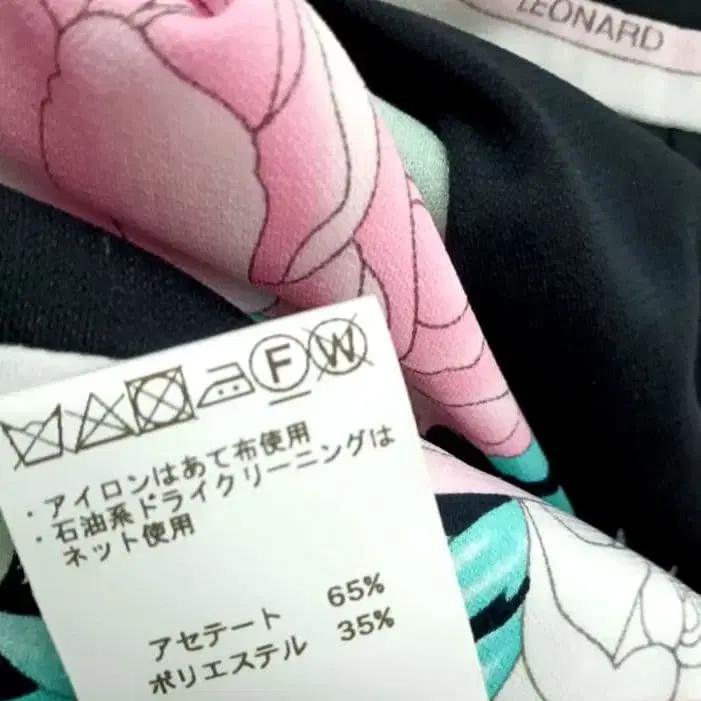 LEONARD
F W
・アイロンはあて布使用
・石油系ドライクリーニングは
ネット使用
アセテート 65%
ポリエステル 35%